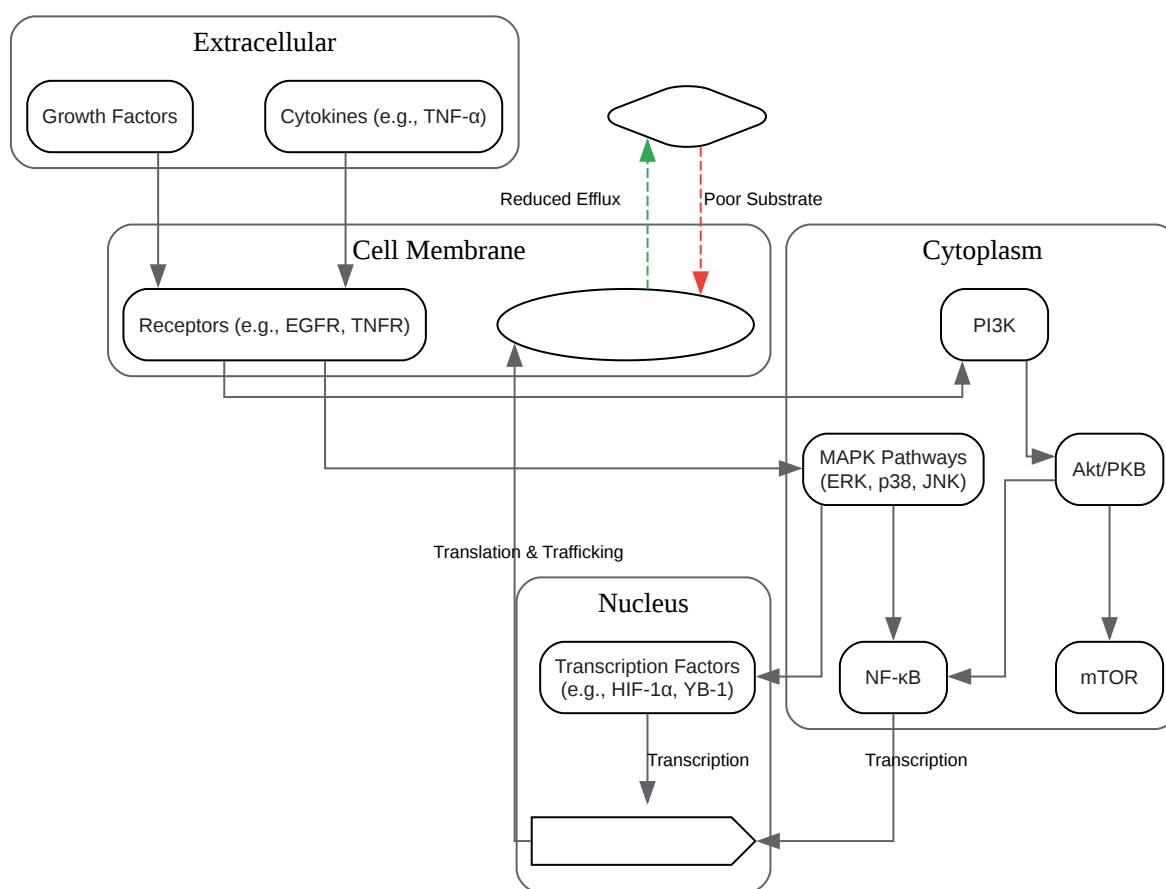 Extracellular
Growth Factors
Cytokines (e.g., TNF-α)
Reduced Efflux
Poor Substrate
Cell Membrane
Cytoplasm
Receptors (e.g., EGFR, TNFR)
PI3K
MAPK Pathways
(ERK, p38, JNK)
Akt/PKB
Translation & Trafficking
Nucleus
Transcription Factors
(e.g., HIF-1α, YB-1)
NF-κB
mTOR
Transcription
Transcription